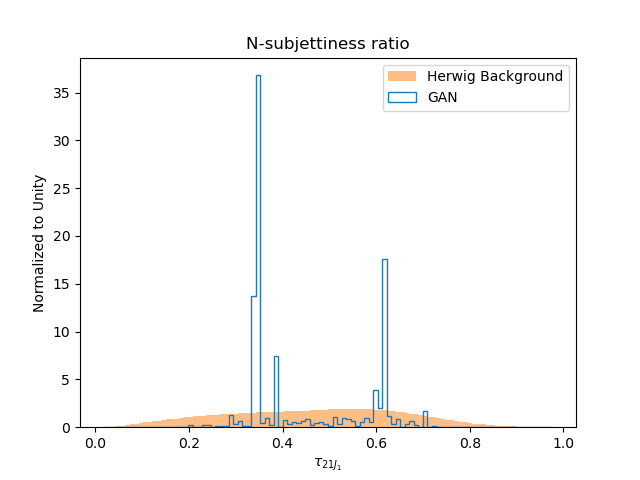 N-subjettiness ratio
Herwig Background
GAN
Normalized to Unity
35
30
25
20
15
10
5
0
0.0 0.2 0.4 0.6 0.8 1.0
τ₂₁J₁